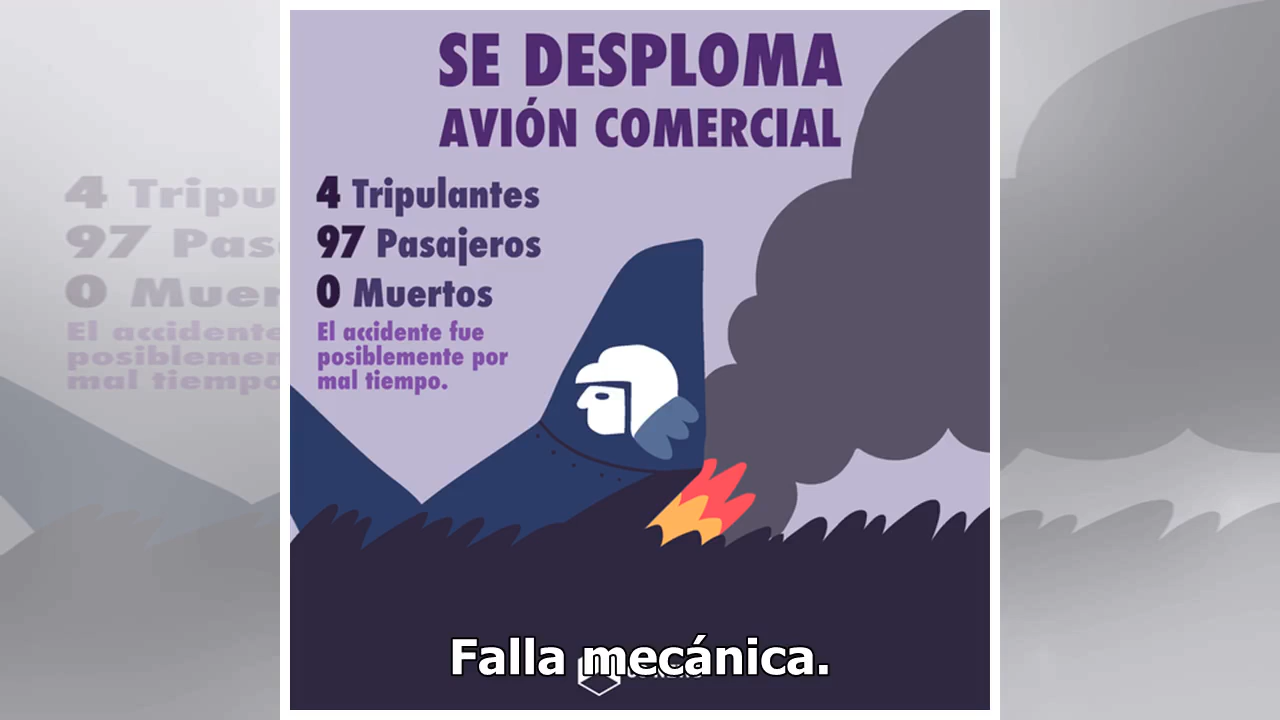 SE DESPLOMA
AVIÓN COMERCIAL
4 Tripulantes
97 Pasajeros
0 Muertos
El accidente fue
posiblemente por
mal tiempo.
Falla mecánica.